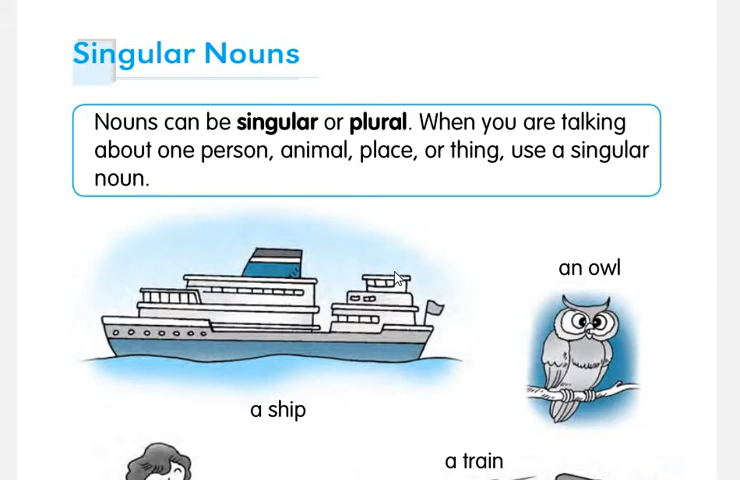 Singular Nouns
Nouns can be singular or plural. When you are talking
about one person, animal, place, or thing, use a singular
noun.
an owl
a ship
a train